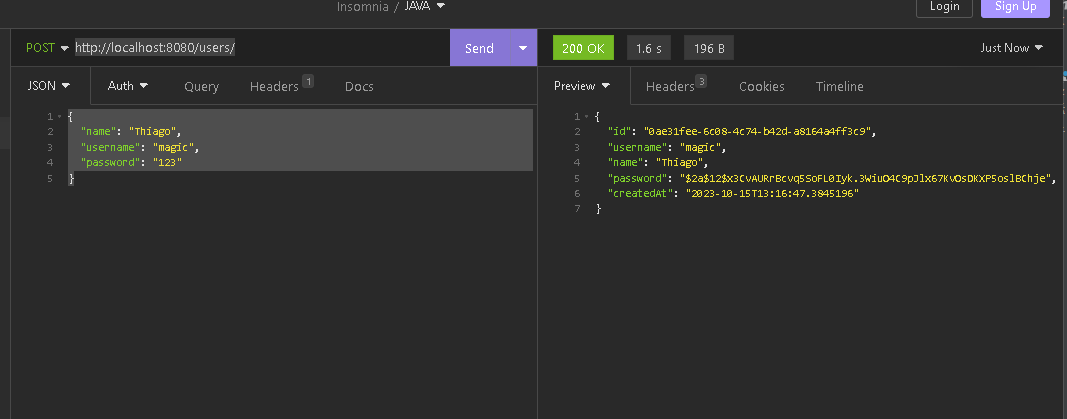 Insomnia / JAVA
Login
Sign Up
POST http://localhost:8080/users/
Send
200 OK
1.6 s
196 B
Just Now
JSON
Auth
Query
Headers 1
Docs
Preview
Headers 3
Cookies
Timeline
1 {
2 "name": "Thiago",
3 "username": "magic",
4 "password": "123"
5 }
1 {
2 "id": "0ae31fee-6c08-4c74-b42d-a8164a4ff3c9",
3 "username": "magic",
4 "name": "Thiago",
5 "password": "$2a$12$x3CvAURrBcvq5SoFL0Iyk.3WiuO4C9pJlx67KvOsDKXP5oslBChje",
6 "createdAt": "2023-10-15T13:16:47.3045196"
7 }